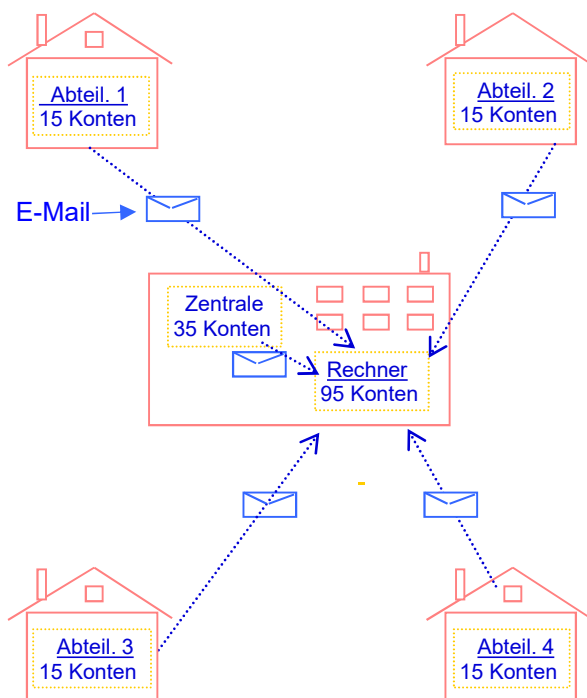 Abteil. 1
15 Konten
Abteil. 2
15 Konten
E-Mail
Zentrale
35 Konten
Rechner
95 Konten
Abteil. 3
15 Konten
Abteil. 4
15 Konten